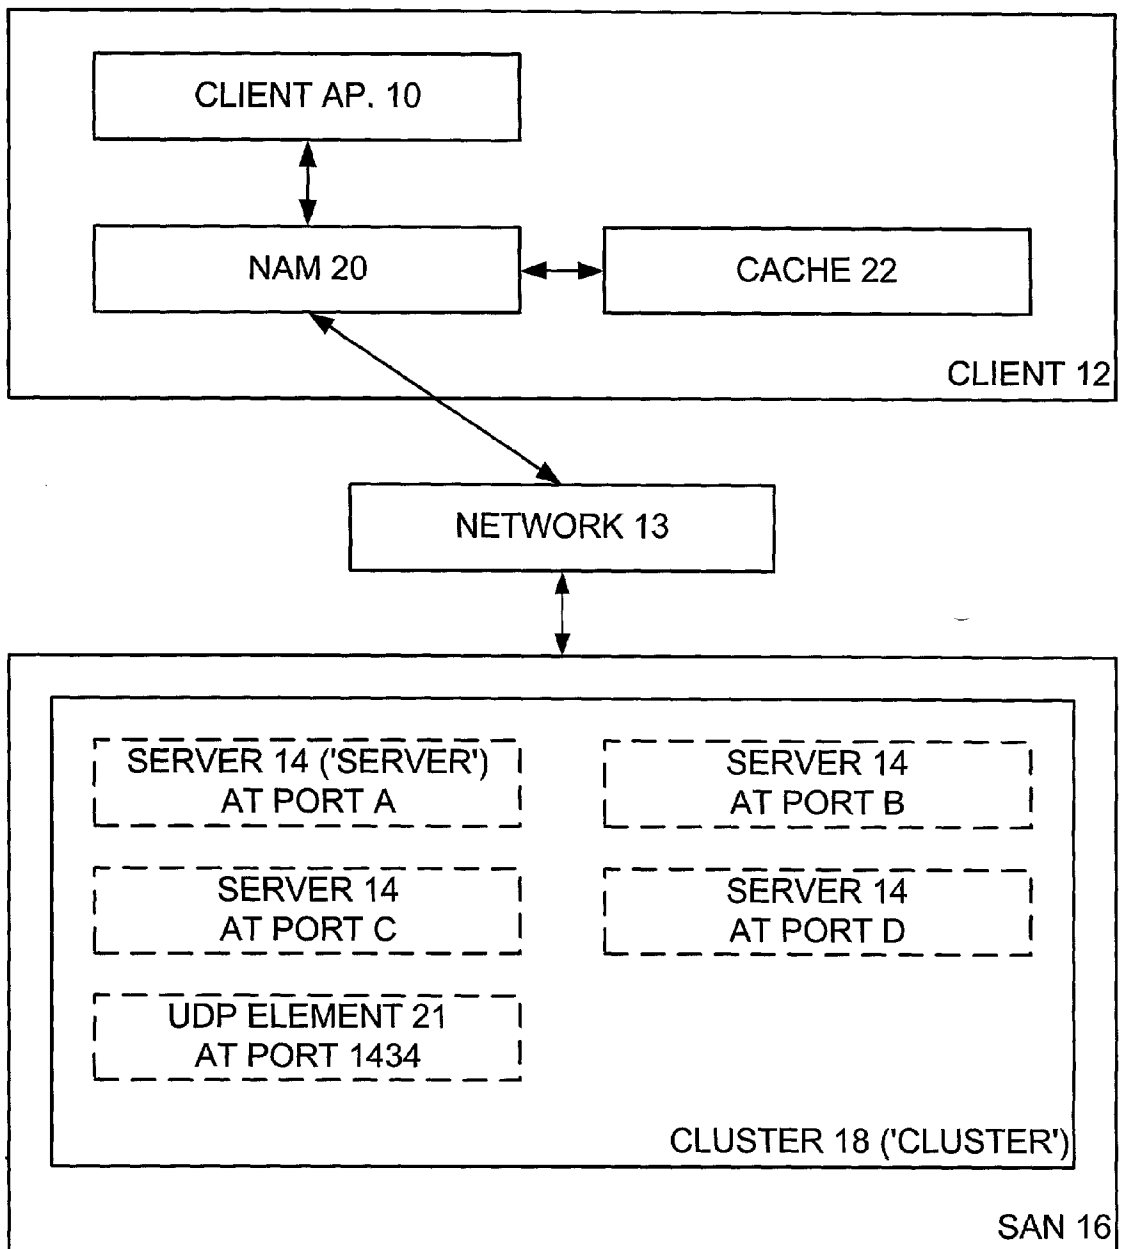 CLIENT AP. 10
NAM 20
CACHE 22
CLIENT 12
NETWORK 13
SERVER 14 ('SERVER')
AT PORT A
SERVER 14
AT PORT B
SERVER 14
AT PORT C
SERVER 14
AT PORT D
UDP ELEMENT 21
AT PORT 1434
CLUSTER 18 ('CLUSTER')
SAN 16